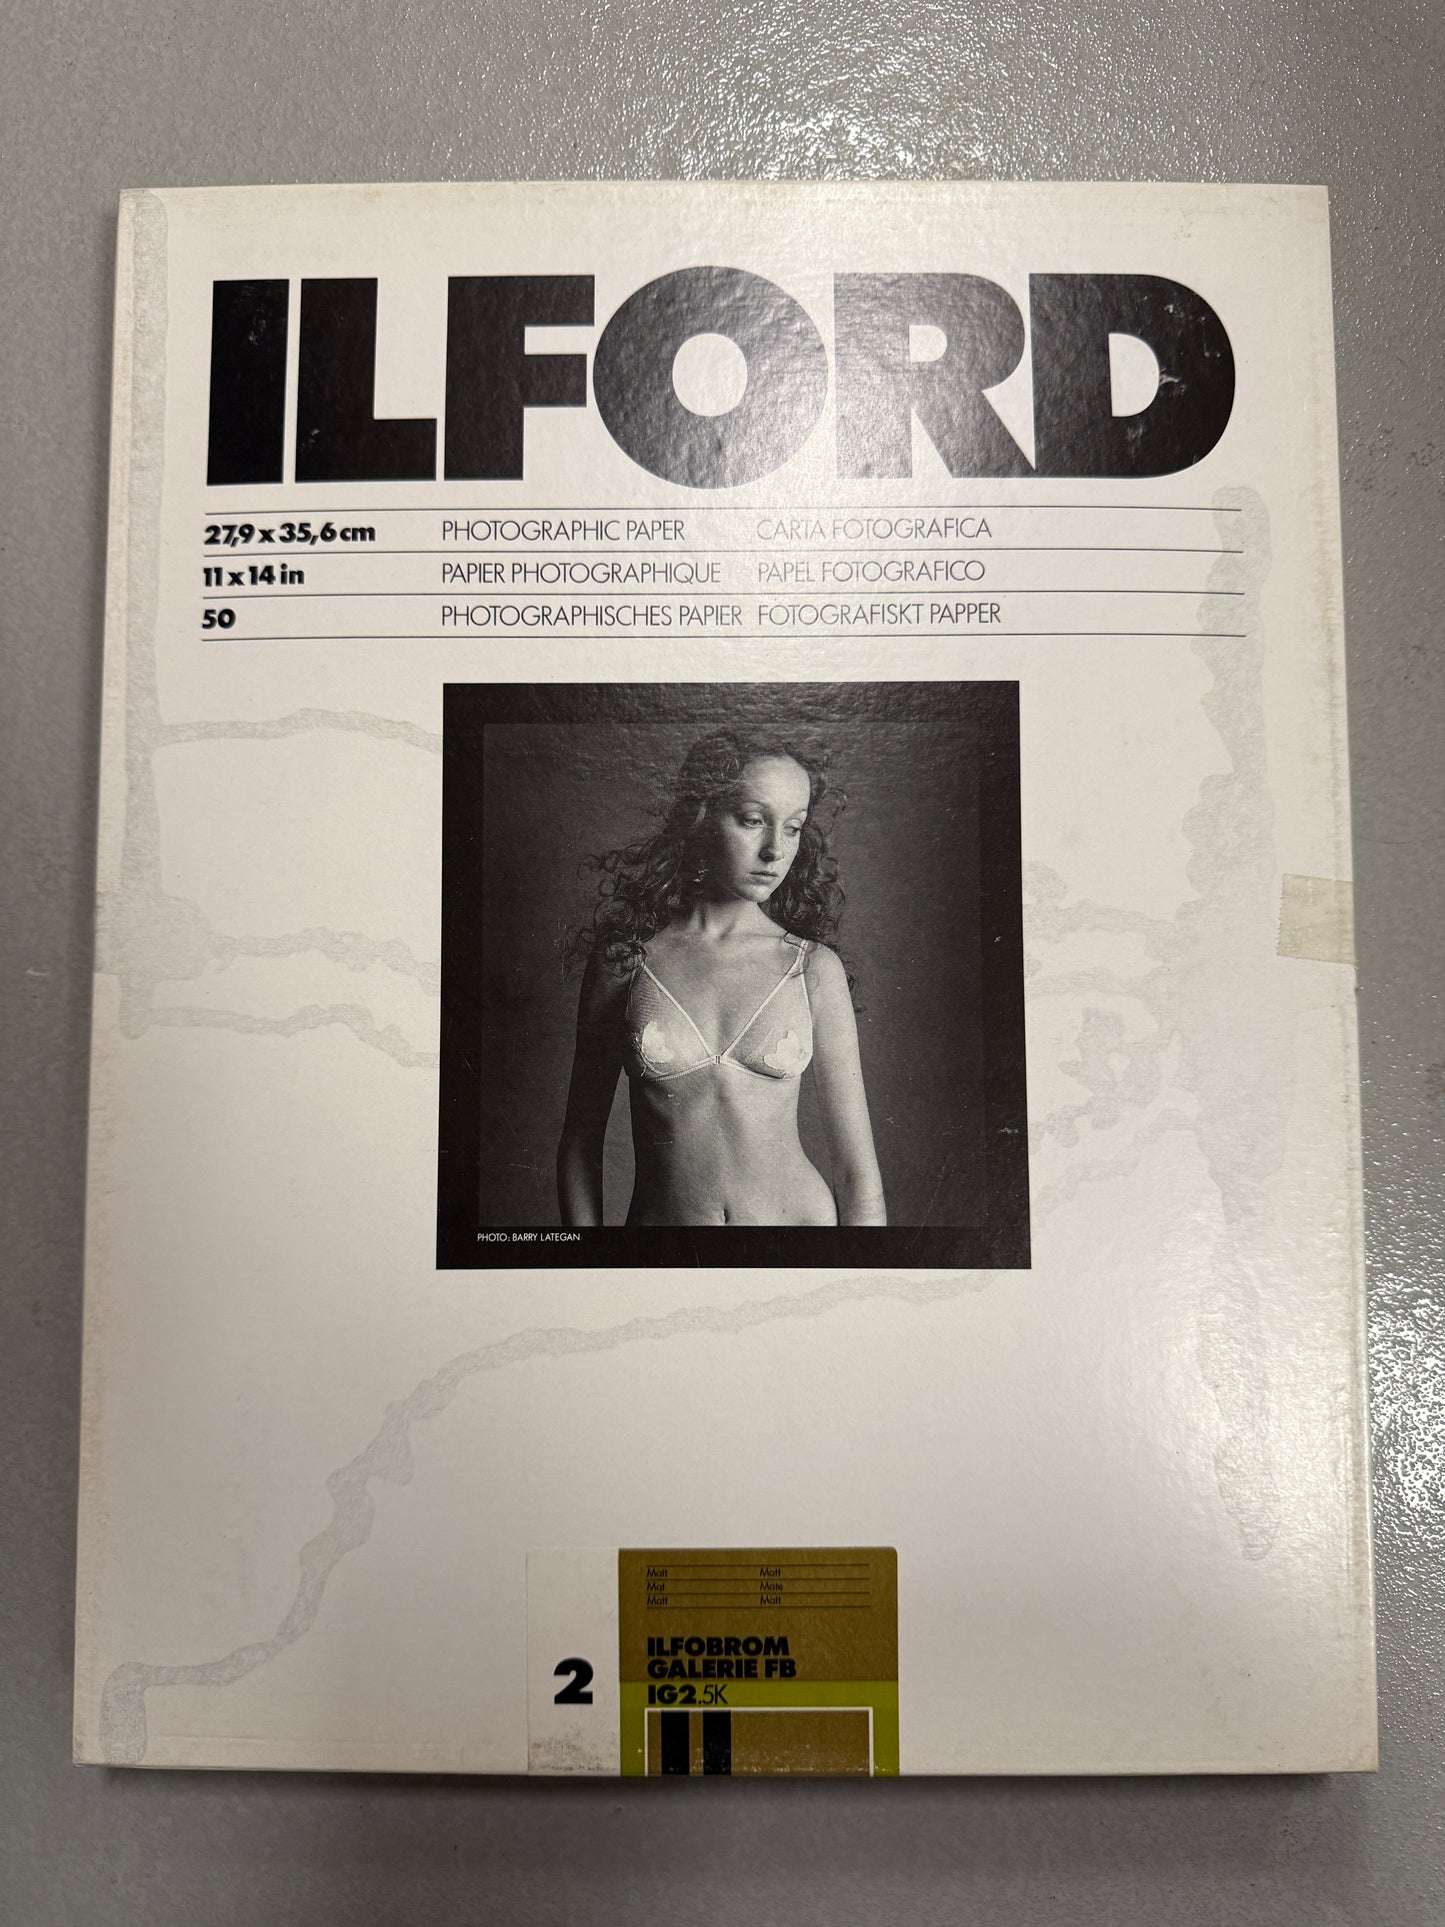 ILFORD
27,9 x 35,6 cm PHOTOGRAPHIC PAPER CARTA FOTOGRAFICA
11 x 14 in PAPIER PHOTOGRAPHIQUE PAPEL FOTOGRAFICO
50 PHOTOGRAPHISCHES PAPIER FOTOGRAFISKT PAPPER
PHOTO: BARRY LATEGAN
Matt Matt
Mat Mate
Matt Matt
ILFOBROM
GALERIE FB
2 IG2.5K